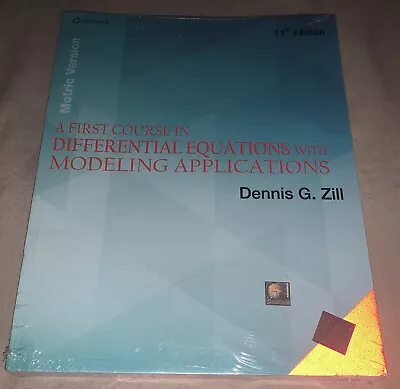 11th edition
Metric Version
A FIRST COURSE IN
DIFFERENTIAL EQUATIONS WITH
MODELING APPLICATIONS
Dennis G. Zill